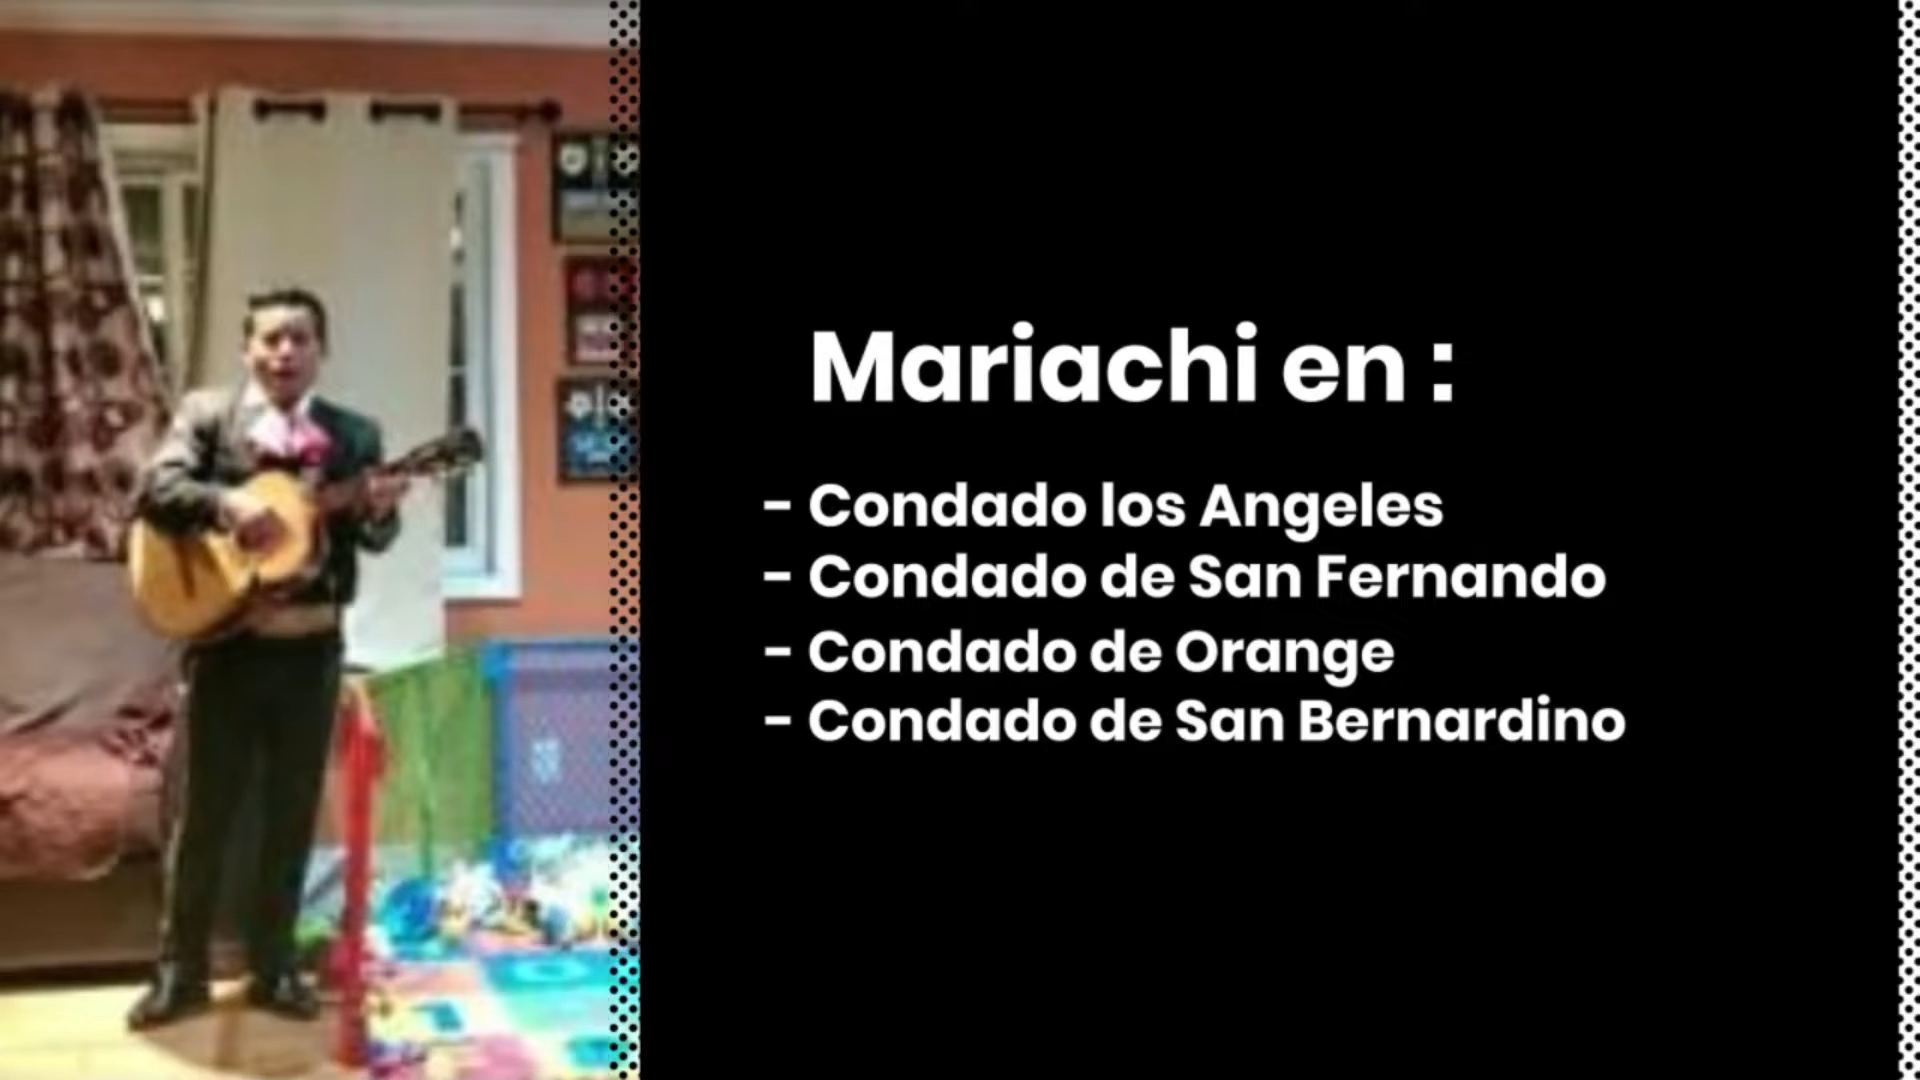 Mariachi en :
- Condado los Angeles
- Condado de San Fernando
- Condado de Orange
- Condado de San Bernardino